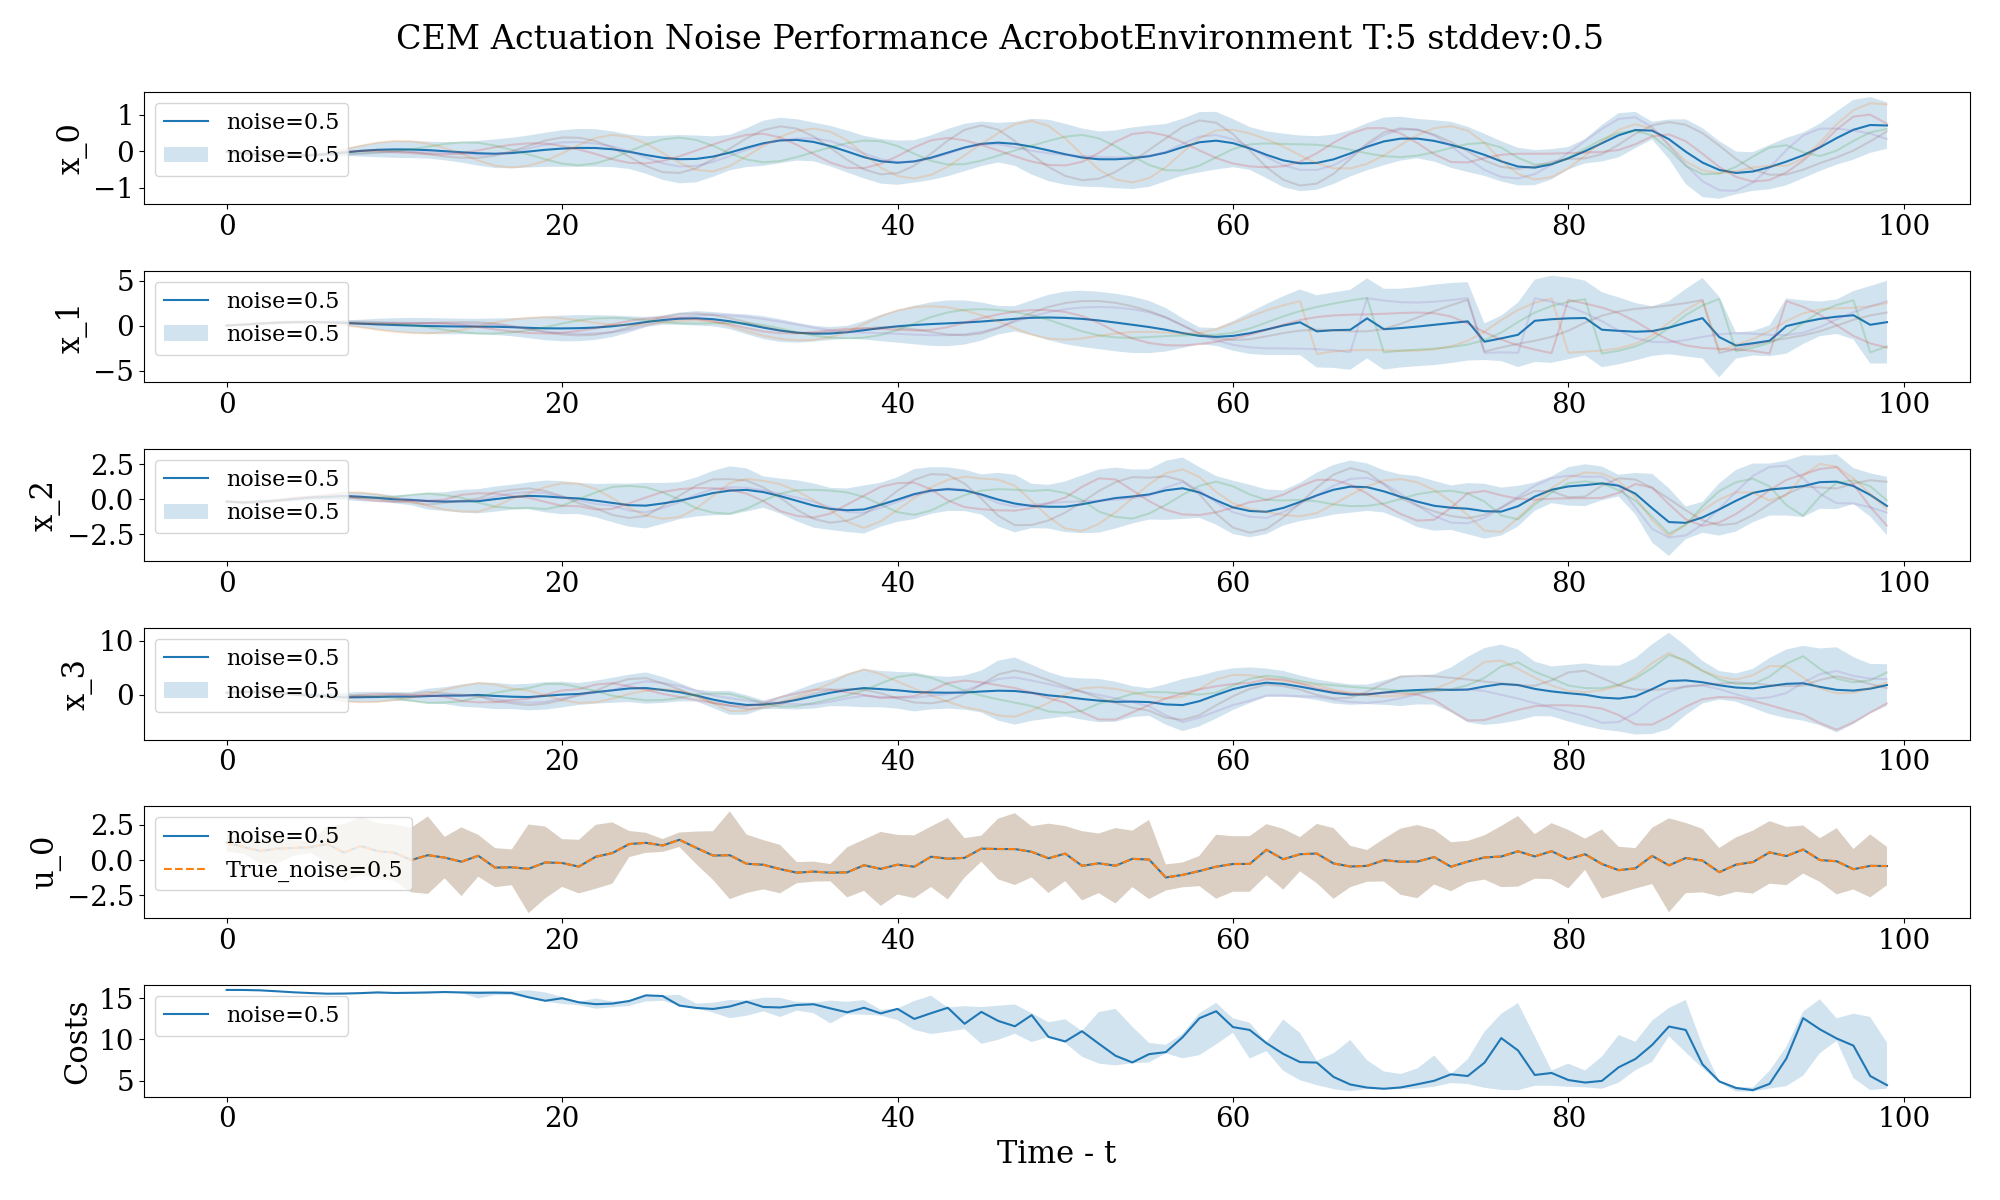 CEM Actuation Noise Performance AcrobotEnvironment T:5 stddev:0.5
x_0
1
0
−1
noise=0.5
noise=0.5
0 20 40 60 80 100
x_1
5
0
−5
noise=0.5
noise=0.5
0 20 40 60 80 100
x_2
2.5
0.0
−2.5
noise=0.5
noise=0.5
0 20 40 60 80 100
x_3
10
0
noise=0.5
noise=0.5
0 20 40 60 80 100
u_0
2.5
0.0
−2.5
noise=0.5
True_noise=0.5
0 20 40 60 80 100
Costs
15
10
5
noise=0.5
0 20 40 60 80 100
Time - t